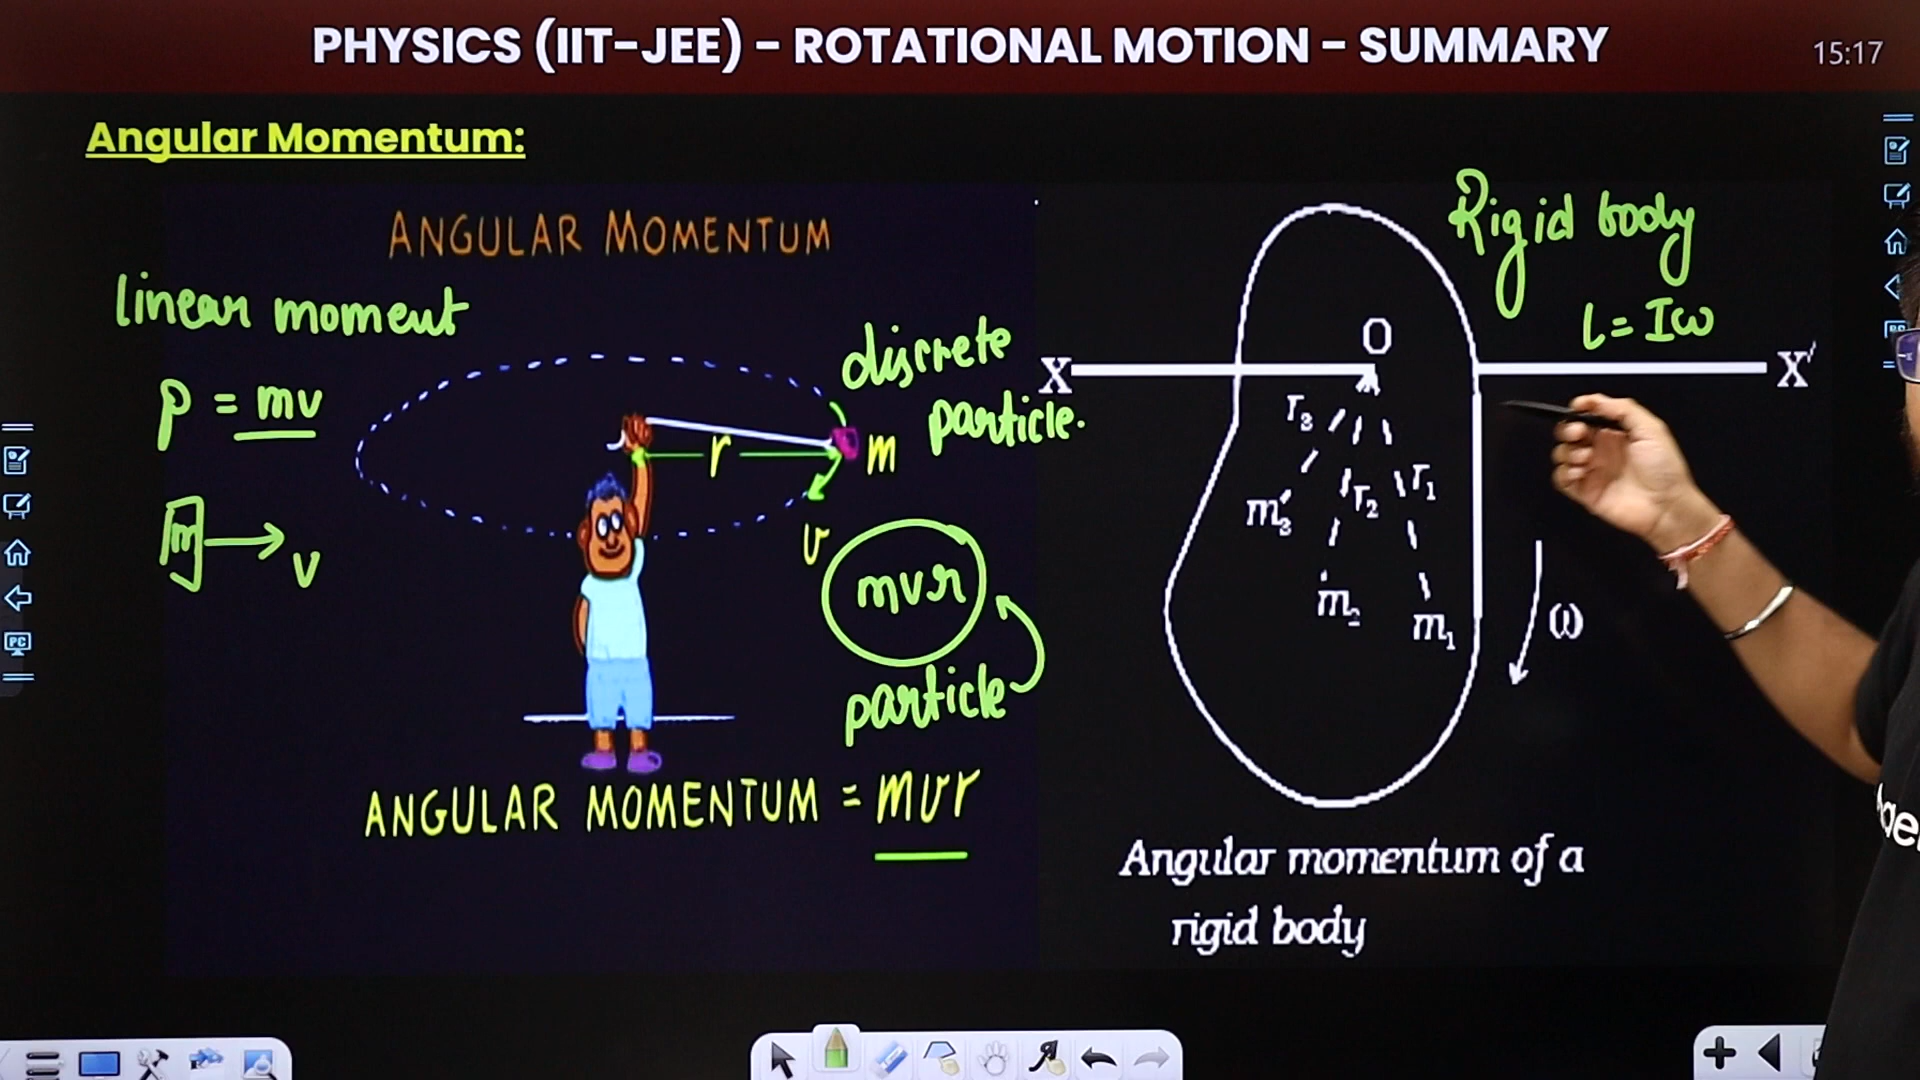 PHYSICS (IIT-JEE) - ROTATIONAL MOTION - SUMMARY
15:17
Angular Momentum:
ANGULAR MOMENTUM
linear moment
p = mv
m
v
discrete
particle.
r
m
v
mvr
particle
ANGULAR MOMENTUM = mvr
Rigid body
L = Iω
O
X
X'
r₃
r₂
r₁
m₃
m₂
m₁
ω
Angular momentum of a
rigid body
PC